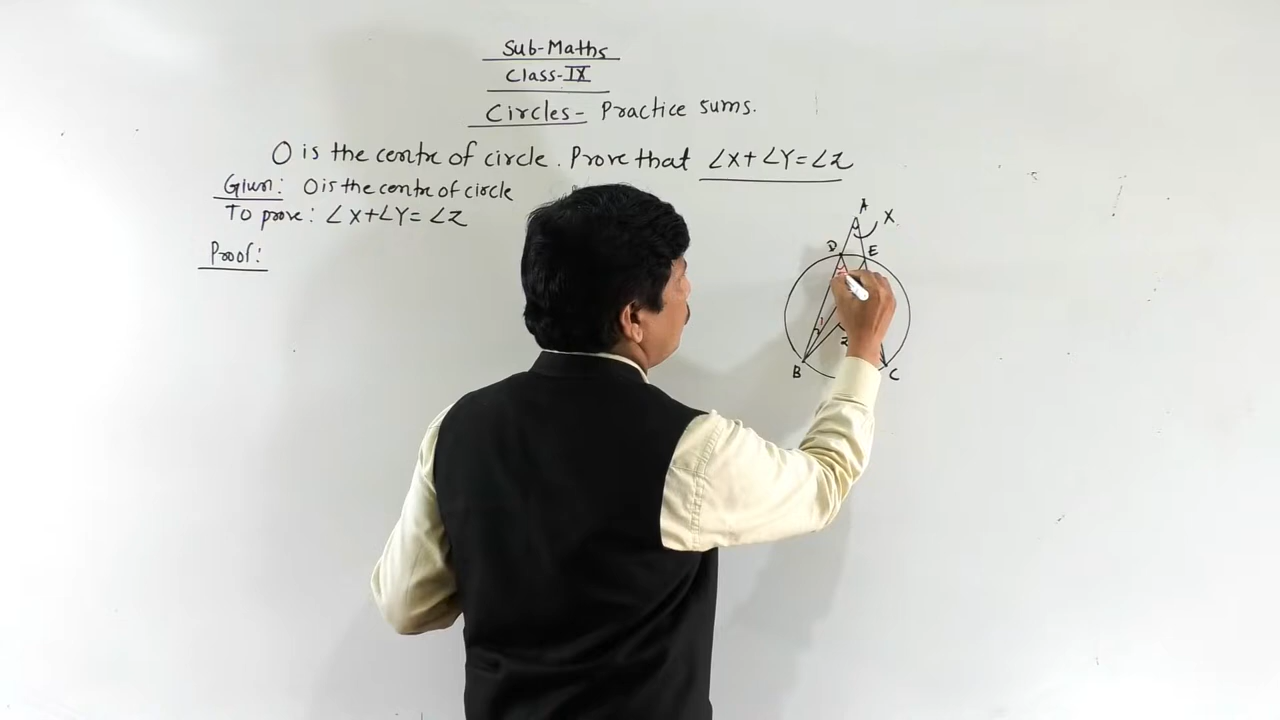 Sub-Maths
Class-IX
Circles- Practice sums.
O is the centre of circle. Prove that ∠X+∠Y=∠Z
Given: O is the centre of circle
To prove: ∠X+∠Y=∠Z
Proof:
A
X
D
E
1
Z
B
C